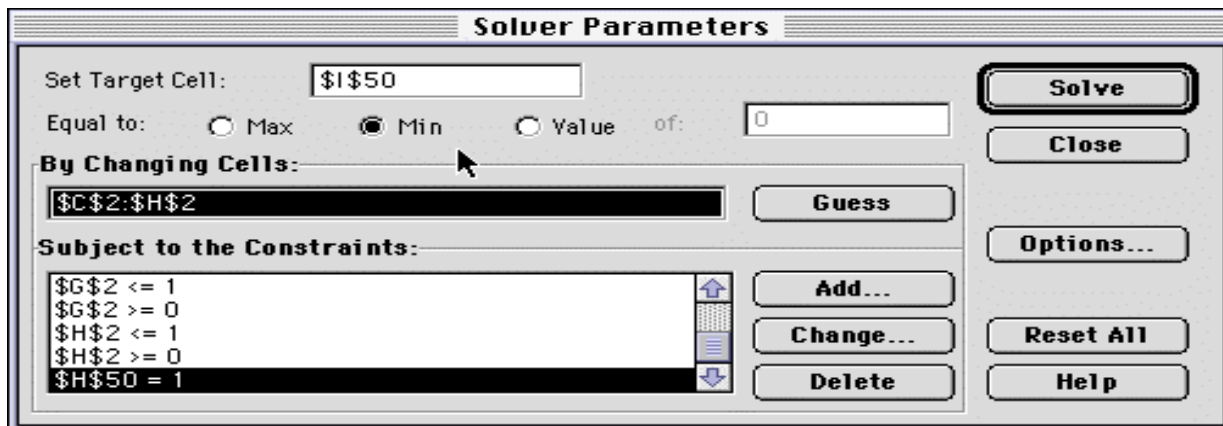 Solver Parameters
Set Target Cell: $I$50 Solve
Equal to: Max Min Value of: 0
Close
By Changing Cells:
$C$2:$H$2 Guess
Options...
Subject to the Constraints:
$G$2 <= 1
$G$2 >= 0
$H$2 <= 1
$H$2 >= 0
$H$50 = 1
Add...
Change... Reset All
Delete Help